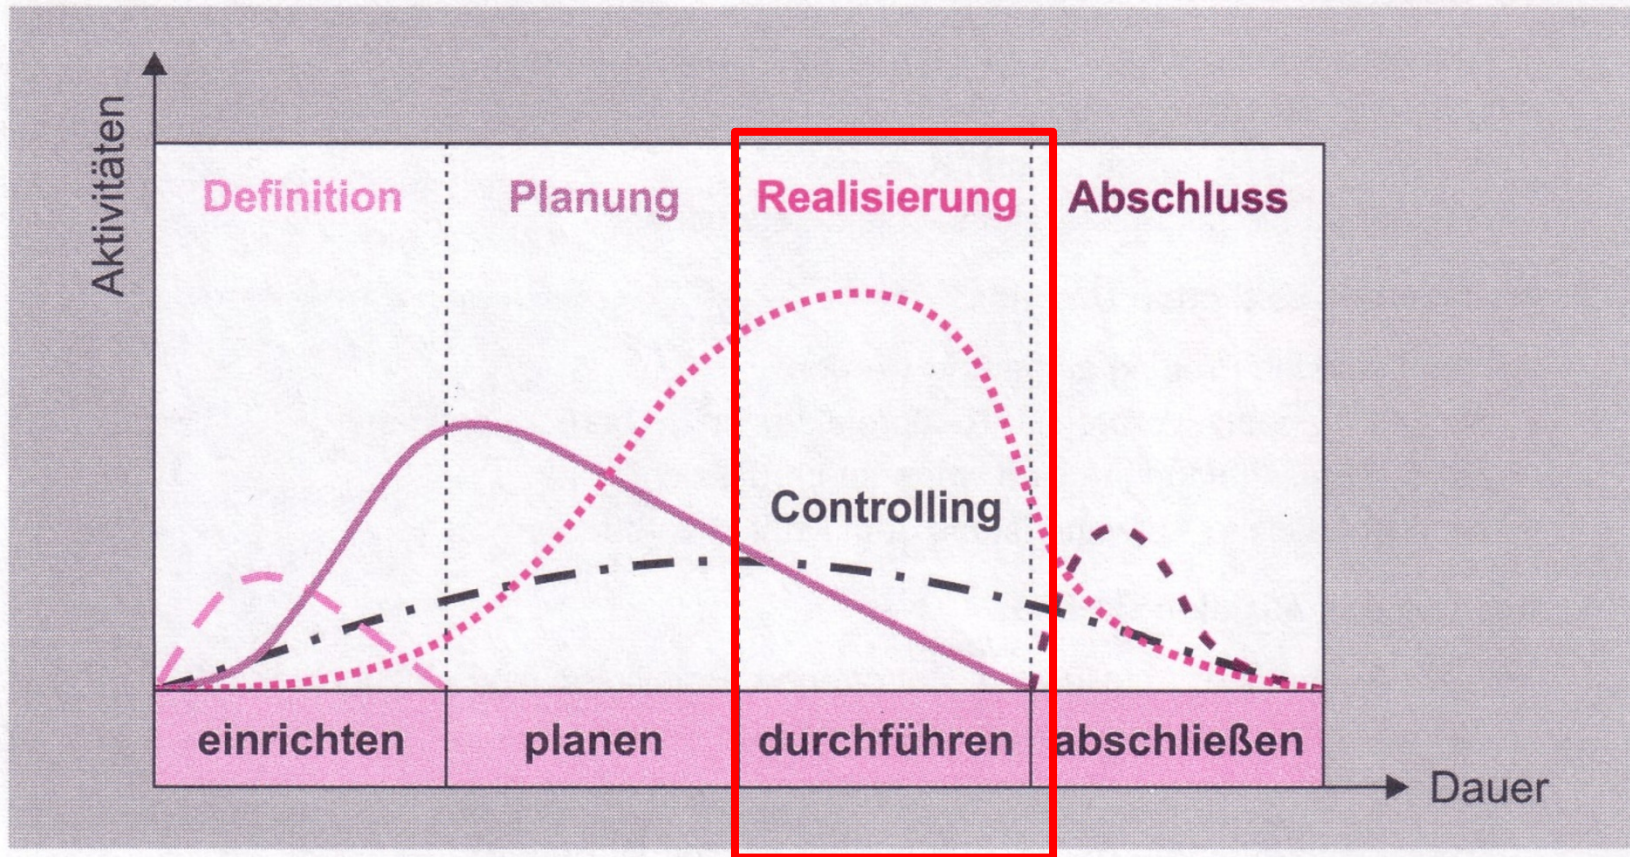 Aktivitäten
Definition Planung Realisierung Abschluss
Controlling
einrichten planen durchführen abschließen
Dauer